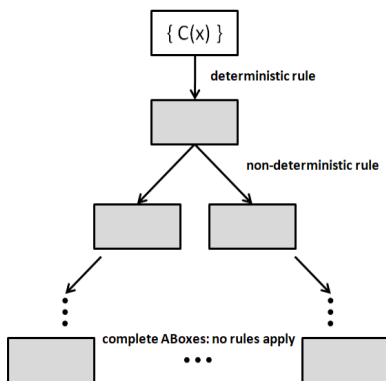 { C(x) }
deterministic rule
non-deterministic rule
complete ABoxes: no rules apply